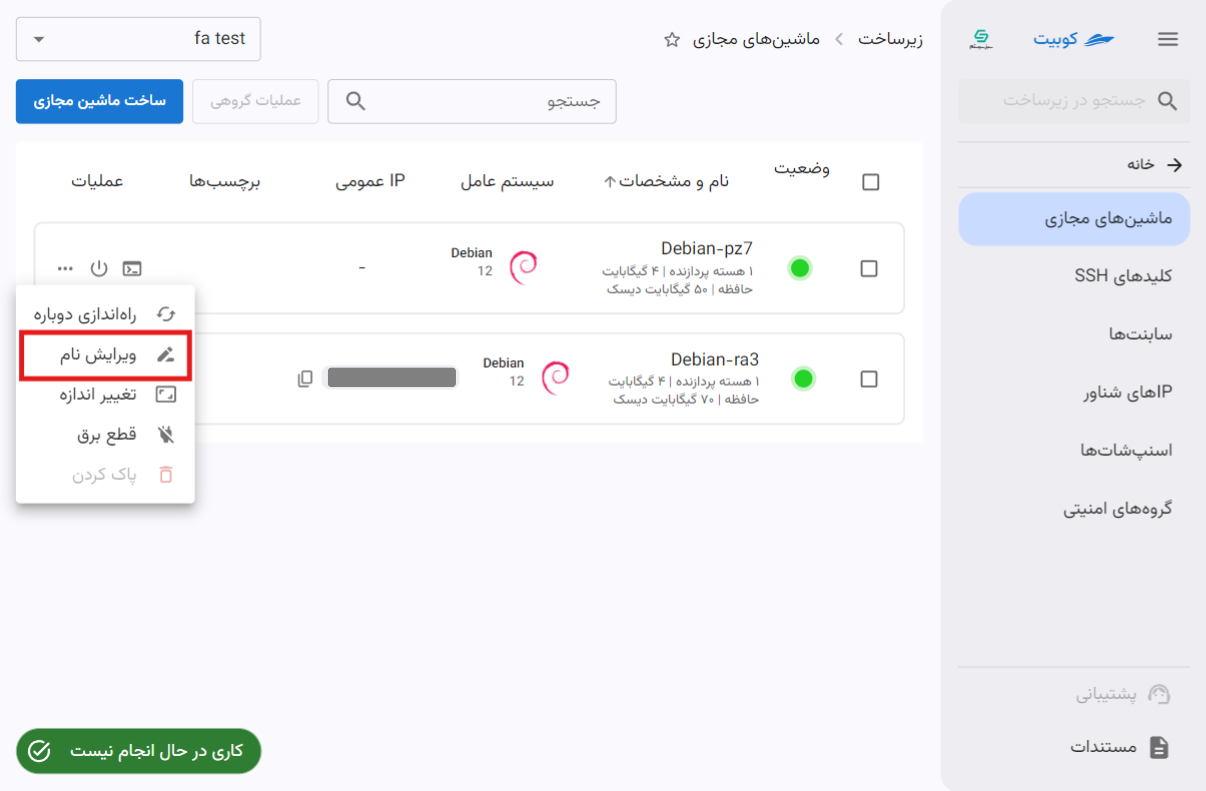 کوبیت
جستجو در زیرساخت
خانه
ماشین‌های مجازی
کلیدهای SSH
سابنت‌ها
IPهای شناور
اسنپ‌شات‌ها
گروه‌های امنیتی
پشتیبانی
مستندات
زیرساخت
ماشین‌های مجازی
fa test
جستجو
عملیات گروهی
ساخت ماشین مجازی
وضعیت
نام و مشخصات
سیستم عامل
IP عمومی
برچسب‌ها
عملیات
Debian-pz7
۱ هسته پردازنده | ۴ گیگابایت
حافظه | ۵۰ گیگابایت دیسک
Debian
12
-
Debian-ra3
۱ هسته پردازنده | ۴ گیگابایت
حافظه | ۷۰ گیگابایت دیسک
Debian
12
راه‌اندازی دوباره
ویرایش نام
تغییر اندازه
قطع برق
پاک کردن
کاری در حال انجام نیست